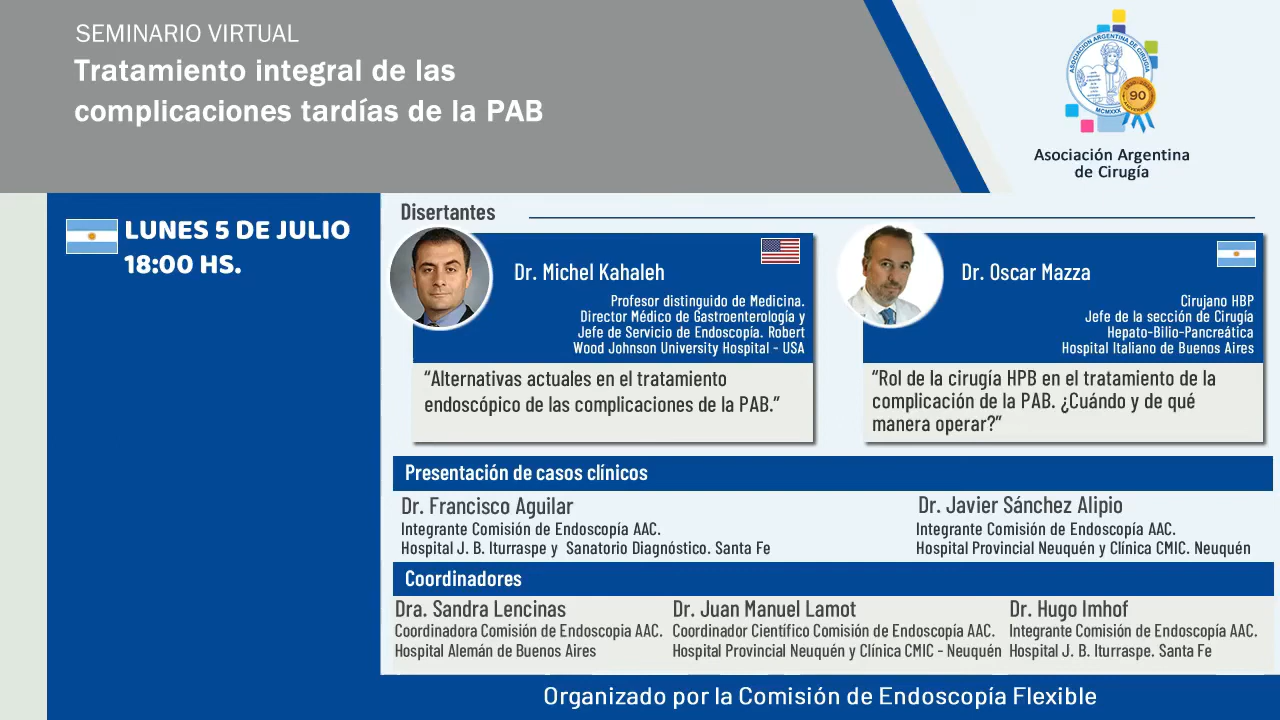 SEMINARIO VIRTUAL
Tratamiento integral de las
complicaciones tardías de la PAB
ASOCIACIÓN ARGENTINA DE CIRUGÍA
MCMXXX
90
ANIVERSARIO
Asociación Argentina
de Cirugía
LUNES 5 DE JULIO
18:00 HS.
Disertantes
Dr. Michel Kahaleh
Profesor distinguido de Medicina.
Director Médico de Gastroenterología y
Jefe de Servicio de Endoscopía. Robert
Wood Johnson University Hospital - USA
“Alternativas actuales en el tratamiento
endoscópico de las complicaciones de la PAB.”
Dr. Oscar Mazza
Cirujano HBP
Jefe de la sección de Cirugía
Hepato-Bilio-Pancreática
Hospital Italiano de Buenos Aires
“Rol de la cirugía HPB en el tratamiento de la
complicación de la PAB. ¿Cuándo y de qué
manera operar?”
Presentación de casos clínicos
Dr. Francisco Aguilar
Integrante Comisión de Endoscopía AAC.
Hospital J. B. Iturraspe y Sanatorio Diagnóstico. Santa Fe
Dr. Javier Sánchez Alipio
Integrante Comisión de Endoscopía AAC.
Hospital Provincial Neuquén y Clínica CMIC. Neuquén
Coordinadores
Dra. Sandra Lencinas
Coordinadora Comisión de Endoscopia AAC.
Hospital Alemán de Buenos Aires
Dr. Juan Manuel Lamot
Coordinador Científico Comisión de Endoscopía AAC.
Hospital Provincial Neuquén y Clínica CMIC - Neuquén
Dr. Hugo Imhof
Integrante Comisión de Endoscopía AAC.
Hospital J. B. Iturraspe. Santa Fe
Organizado por la Comisión de Endoscopía Flexible